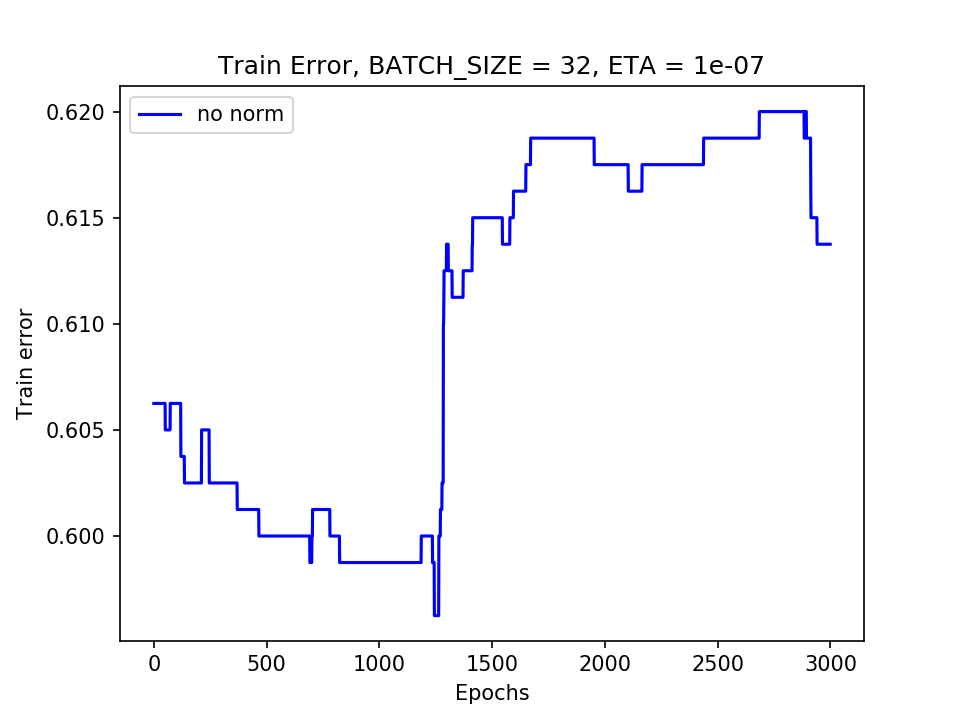 Train Error, BATCH_SIZE = 32, ETA = 1e-07
no norm
0.620
0.615
0.610
0.605
0.600
Train error
0 500 1000 1500 2000 2500 3000
Epochs